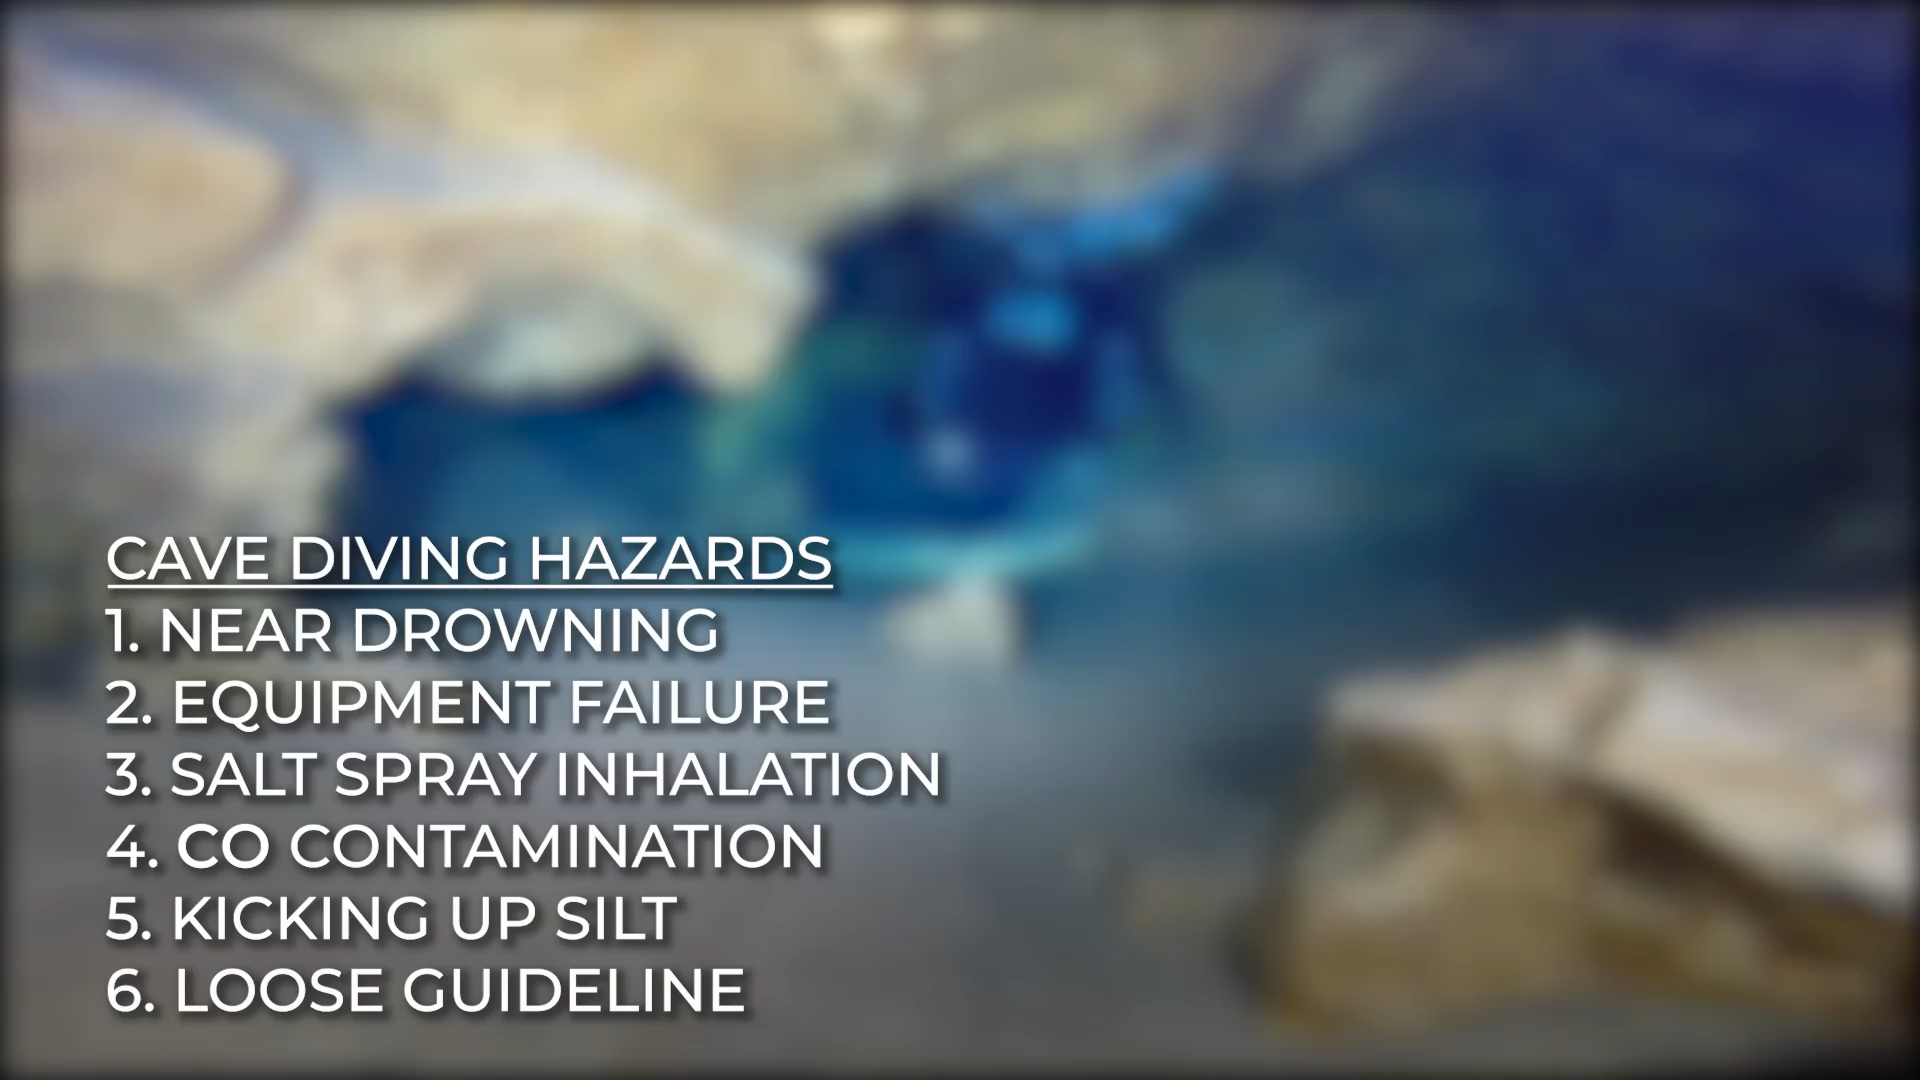 CAVE DIVING HAZARDS
1. NEAR DROWNING
2. EQUIPMENT FAILURE
3. SALT SPRAY INHALATION
4. CO CONTAMINATION
5. KICKING UP SILT
6. LOOSE GUIDELINE